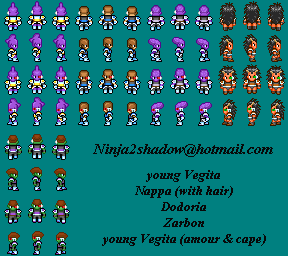 Ninja2shadow@hotmail.com
young Vegita
Nappa (with hair)
Dodoria
Zarbon
young Vegita (amour & cape)